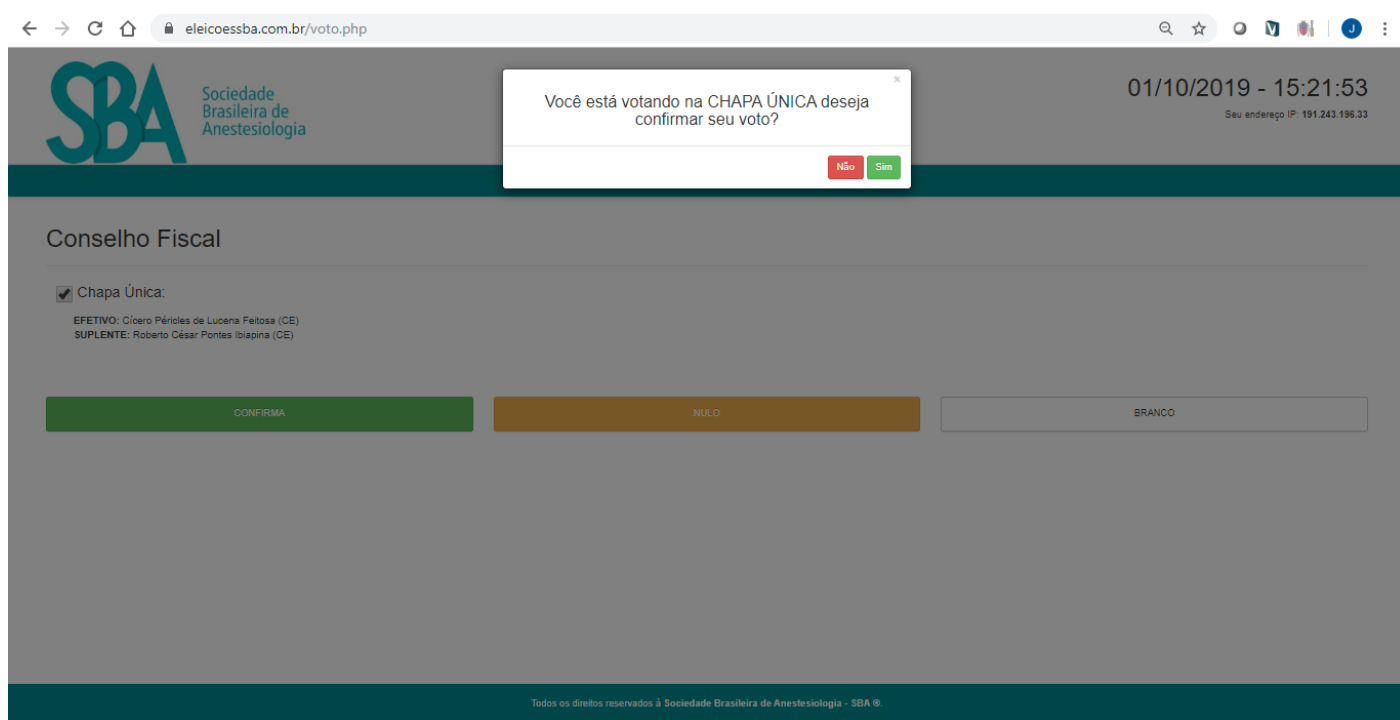 eleicoessba.com.br/voto.php
J
SBA
Sociedade
Brasileira de
Anestesiologia
×
Você está votando na CHAPA ÚNICA deseja
confirmar seu voto?
Não
Sim
01/10/2019 - 15:21:53
Seu endereço IP: 191.243.196.33
Conselho Fiscal
Chapa Única:
EFETIVO: Cícero Péricles de Lucena Feitosa (CE)
SUPLENTE: Roberto César Pontes Ibiapina (CE)
CONFIRMA
NULO
BRANCO
Todos os direitos reservados á Sociedade Brasileira de Anestesiologia - SBA ®.